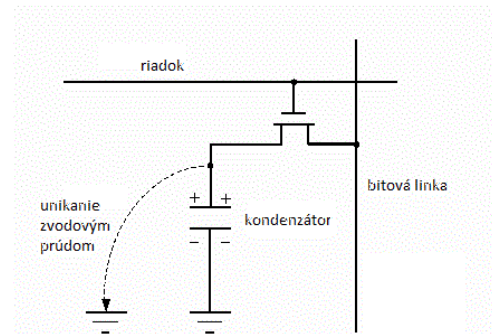 riadok
bitová linka
unikanie
zvodovým
prúdom
+ +
kondenzátor
– –